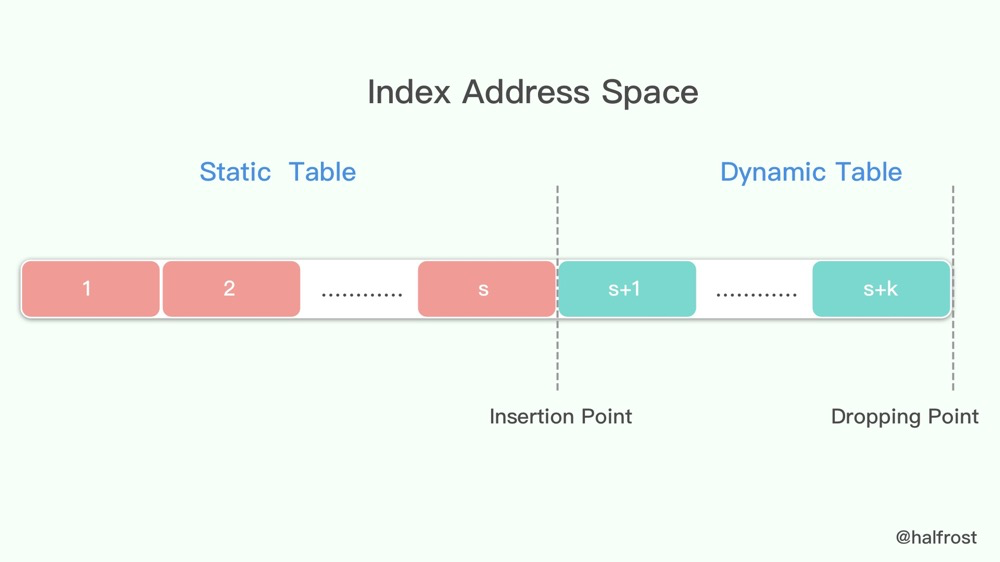 Index Address Space
Static Table
Dynamic Table
1
2
............
s
s+1
............
s+k
Insertion Point
Dropping Point
@halfrost